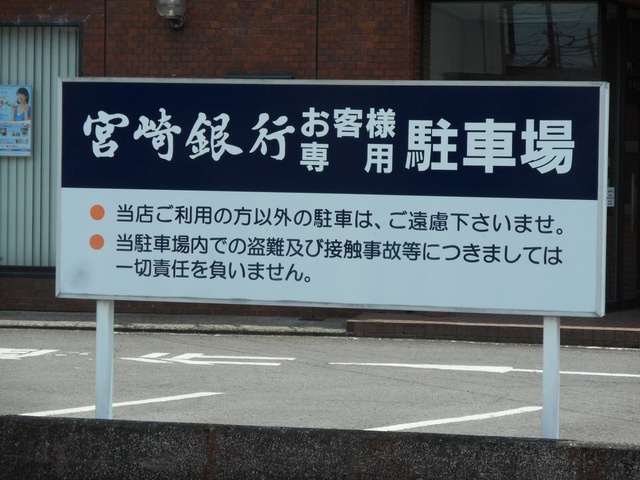 宮崎銀行お客様専用駐車場
● 当店ご利用の方以外の駐車は、ご遠慮下さいませ。
● 当駐車場内での盗難及び接触事故等につきましては
一切責任を負いません。